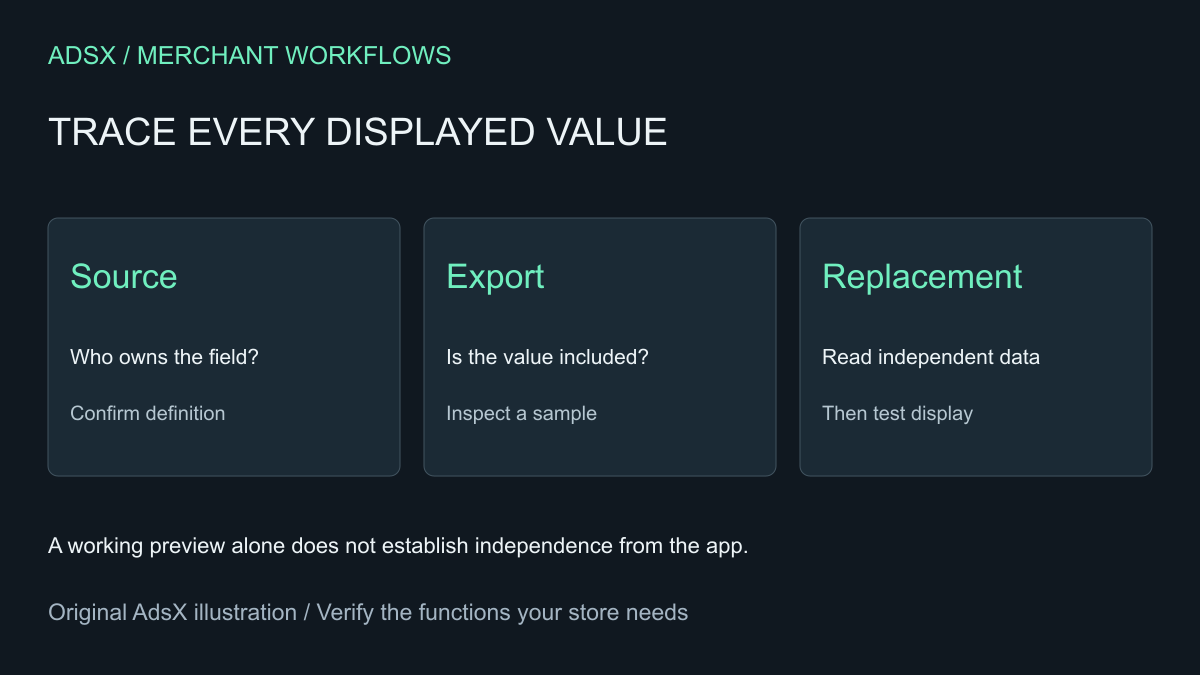 ADSX / MERCHANT WORKFLOWS
TRACE EVERY DISPLAYED VALUE
Source
Who owns the field?
Confirm definition
Export
Is the value included?
Inspect a sample
Replacement
Read independent data
Then test display
A working preview alone does not establish independence from the app.
Original AdsX illustration / Verify the functions your store needs